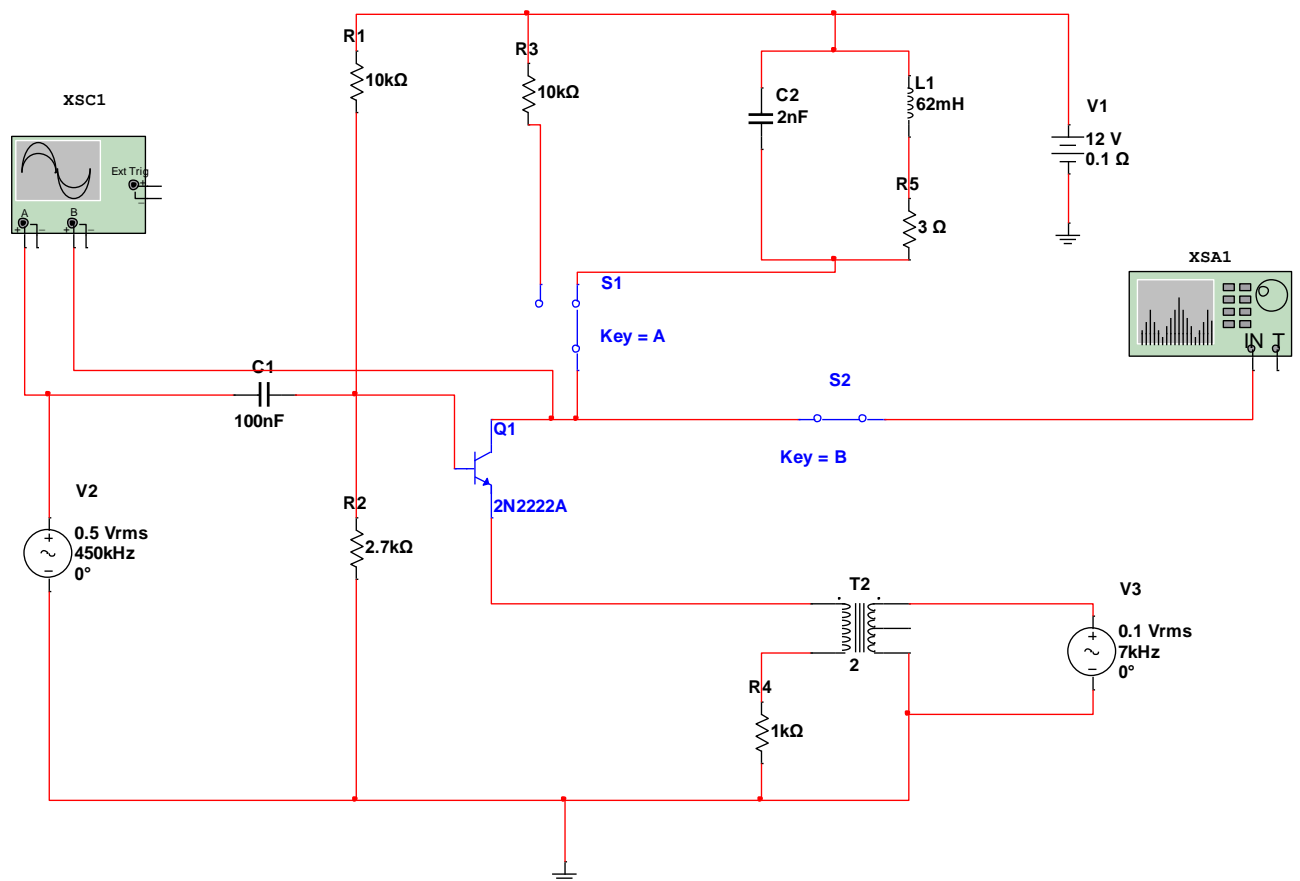 R1
10kΩ
R3
10kΩ
XSC1
Ext Trig
+
_
A
B
+
_
+
_
C2
2nF
L1
62mH
R5
3 Ω
V1
12 V
0.1 Ω
XSA1
IN T
S1
Key = A
C1
100nF
S2
Key = B
Q1
2N2222A
V2
0.5 Vrms
450kHz
0°
R2
2.7kΩ
T2
2
V3
0.1 Vrms
7kHz
0°
R4
1kΩ